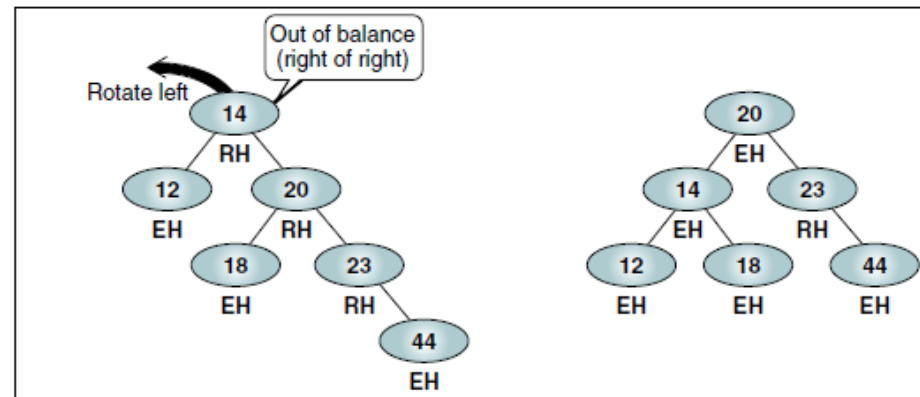 Out of balance
(right of right)
Rotate left
14
RH
12
20
EH
RH
18
23
EH
RH
44
EH
20
EH
14
23
EH
RH
12
18
44
EH
EH
EH